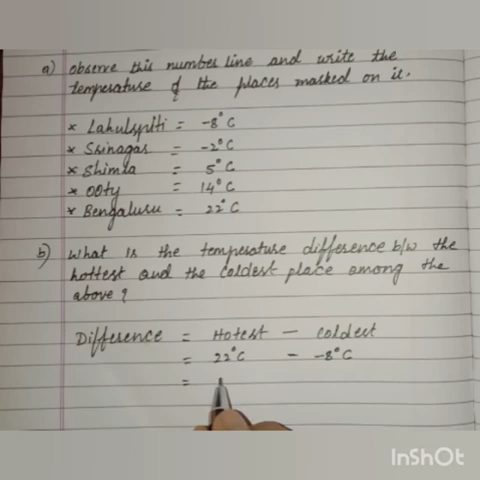 a) observe this number line and write the
temperature of the places marked on it.
* Lahulspiti = -8°C
* Srinagar = -2°C
* Shimla = 5°C
* OOty = 14°C
* Bengaluru = 22°C
b) What is the temperature difference b/w the
hottest and the coldest place among the
above?
Difference = Hotest - coldest
= 22°C - -8°C
=
InShOt